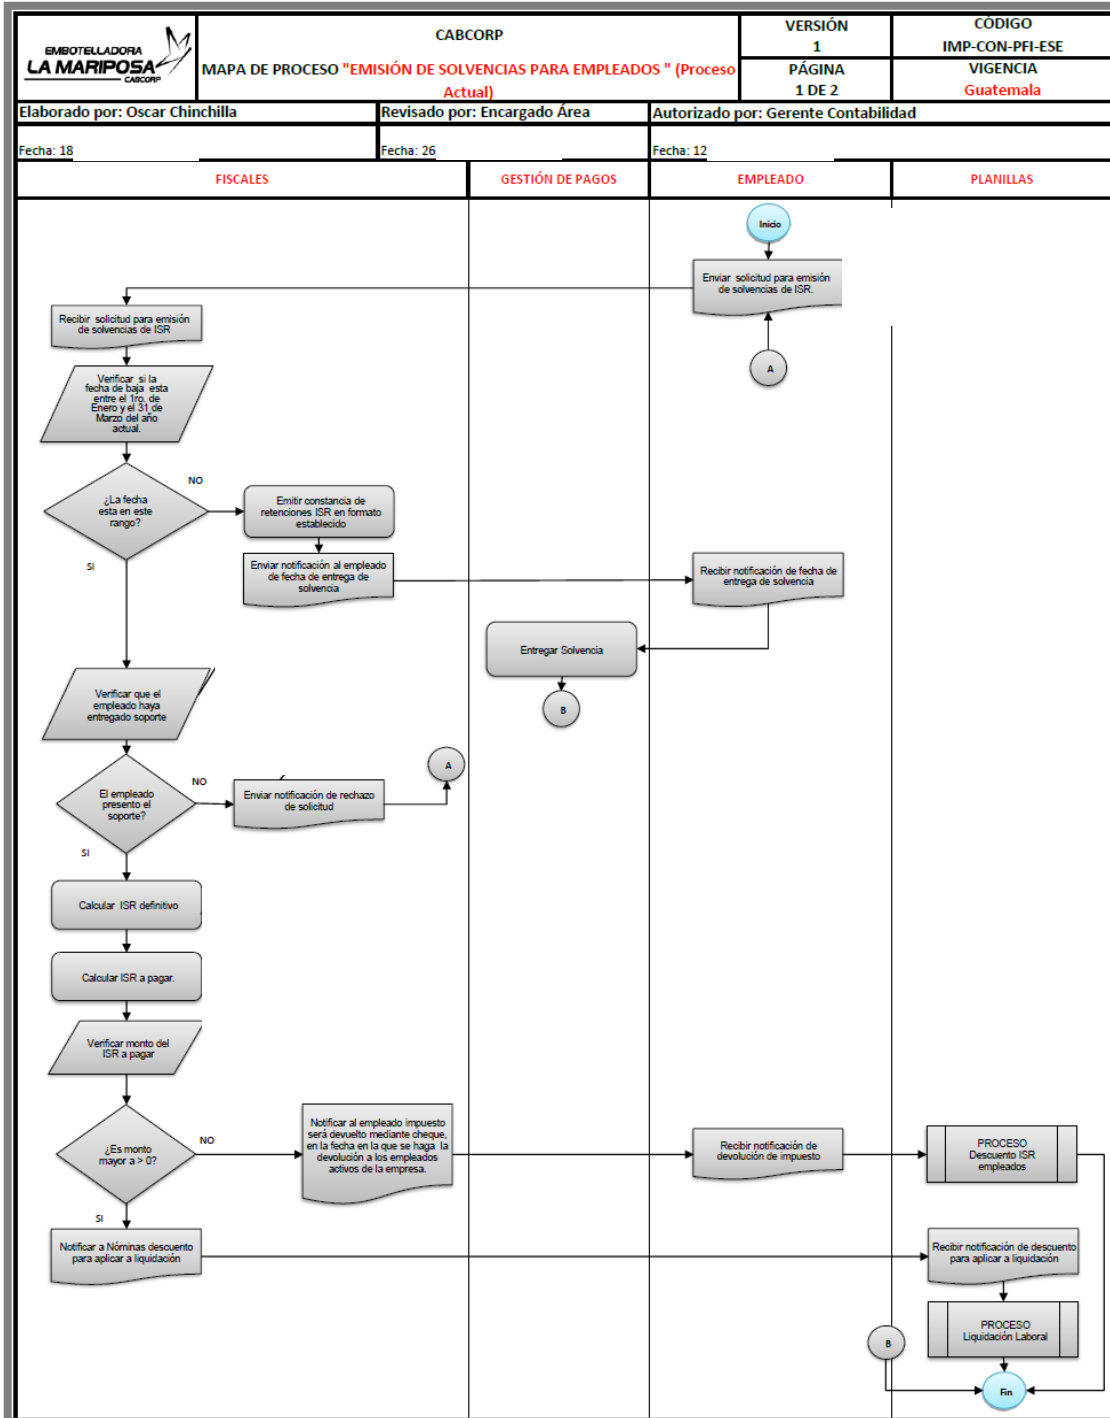 EMBOTELLADORA
LA MARIPOSA
CABCORP
CABCORP
MAPA DE PROCESO "EMISIÓN DE SOLVENCIAS PARA EMPLEADOS " (Proceso
Actual)
VERSIÓN
1
CÓDIGO
IMP-CON-PFI-ESE
PÁGINA
1 DE 2
VIGENCIA
Guatemala
Elaborado por: Oscar Chinchilla
Revisado por: Encargado Área
Autorizado por: Gerente Contabilidad
Fecha: 18
Fecha: 26
Fecha: 12
FISCALES
GESTIÓN DE PAGOS
EMPLEADO
PLANILLAS
Inicio
Enviar solicitud para emisión
de solvencias de ISR.
Recibir solicitud para emisión
de solvencias de ISR
A
Verificar si la
fecha de baja esta
entre el 1ro. de
Enero y el 31 de
Marzo del año
actual.
¿La fecha
esta en este
rango?
NO
SI
Emitir constancia de
retenciones ISR en formato
establecido
Enviar notificación al empleado
de fecha de entrega de
solvencia
Recibir notificación de fecha de
entrega de solvencia
Entregar Solvencia
B
Verificar que el
empleado haya
entregado soporte
El empleado
presento el
soporte?
NO
SI
Enviar notificación de rechazo
de solicitud
A
Calcular ISR definitivo
Calcular ISR a pagar.
Verificar monto del
ISR a pagar
¿Es monto
mayor a > 0?
NO
SI
Notificar al empleado impuesto
será devuelto mediante cheque,
en la fecha en la que se haga la
devolución a los empleados
activos de la empresa.
Recibir notificación de
devolución de impuesto
PROCESO
Descuento ISR
empleados
Notificar a Nóminas descuento
para aplicar a liquidación
Recibir notificación de descuento
para aplicar a liquidación
PROCESO
Liquidación Laboral
B
Fin